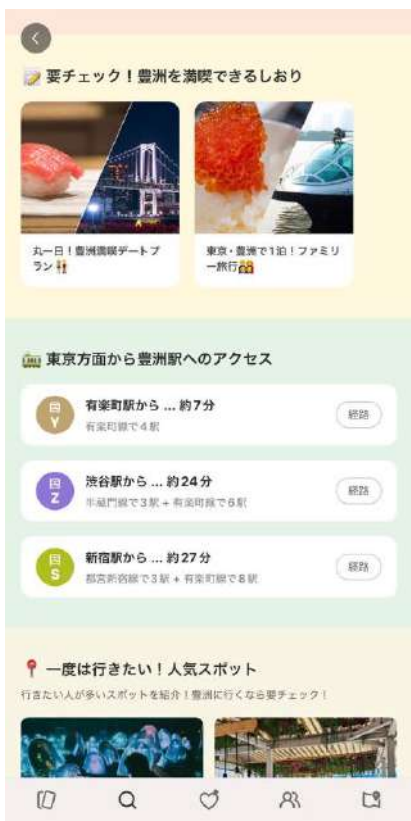 要チェック！豊洲を満喫できるしおり
丸一日！豊洲満喫デートプ
ラン
東京・豊洲で1泊！ファミリ
ー旅行
東京方面から豊洲駅へのアクセス
Y
有楽町駅から ... 約7分
有楽町線で4駅
経路
Z
渋谷駅から ... 約24分
半蔵門線で3駅 + 有楽町線で6駅
経路
S
新宿駅から ... 約27分
都営新宿線で3駅 + 有楽町線で8駅
経路
一度は行きたい！人気スポット
行きたい人が多いスポットを紹介！豊洲に行くなら要チェック！